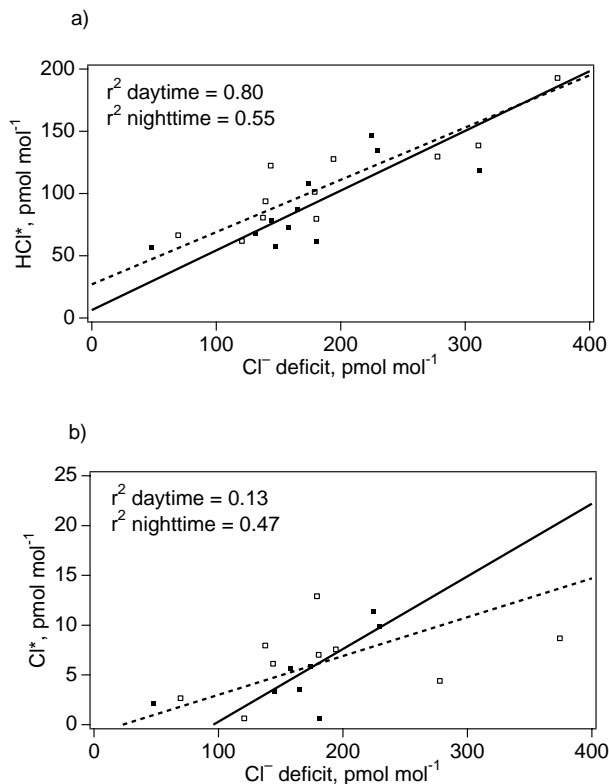 a)
r² daytime = 0.80
r² nighttime = 0.55
HCl*, pmol mol⁻¹
200
150
100
50
0
0 100 200 300 400
Cl⁻ deficit, pmol mol⁻¹
b)
r² daytime = 0.13
r² nighttime = 0.47
Cl*, pmol mol⁻¹
25
20
15
10
5
0
0 100 200 300 400
Cl⁻ deficit, pmol mol⁻¹